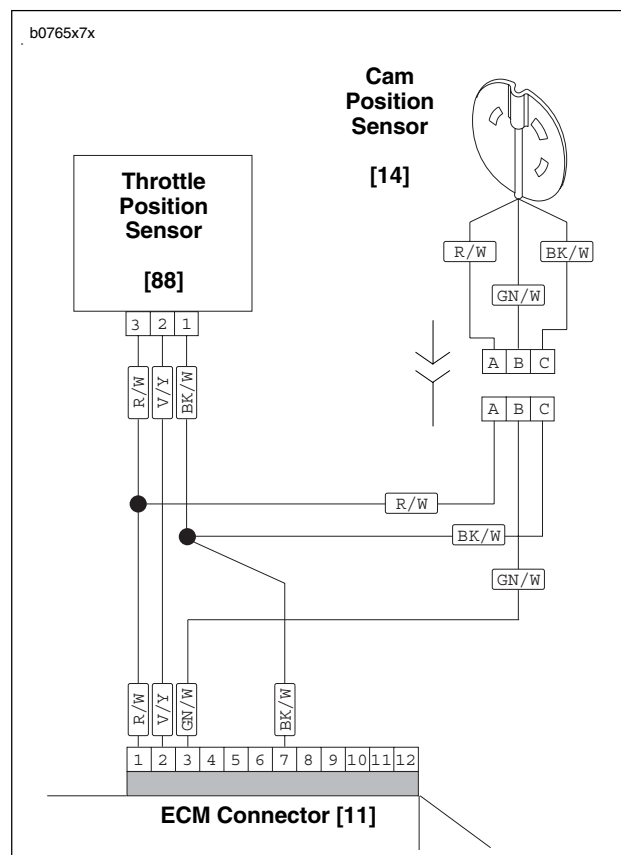 b0765x7x
Cam
Position
Sensor
[14]
Throttle
Position
Sensor
[88]
R/W
BK/W
GN/W
3 2 1
A B C
R/W
V/Y
BK/W
A B C
R/W
BK/W
GN/W
R/W
V/Y
GN/W
BK/W
1 2 3 4 5 6 7 8 9 10 11 12
ECM Connector [11]